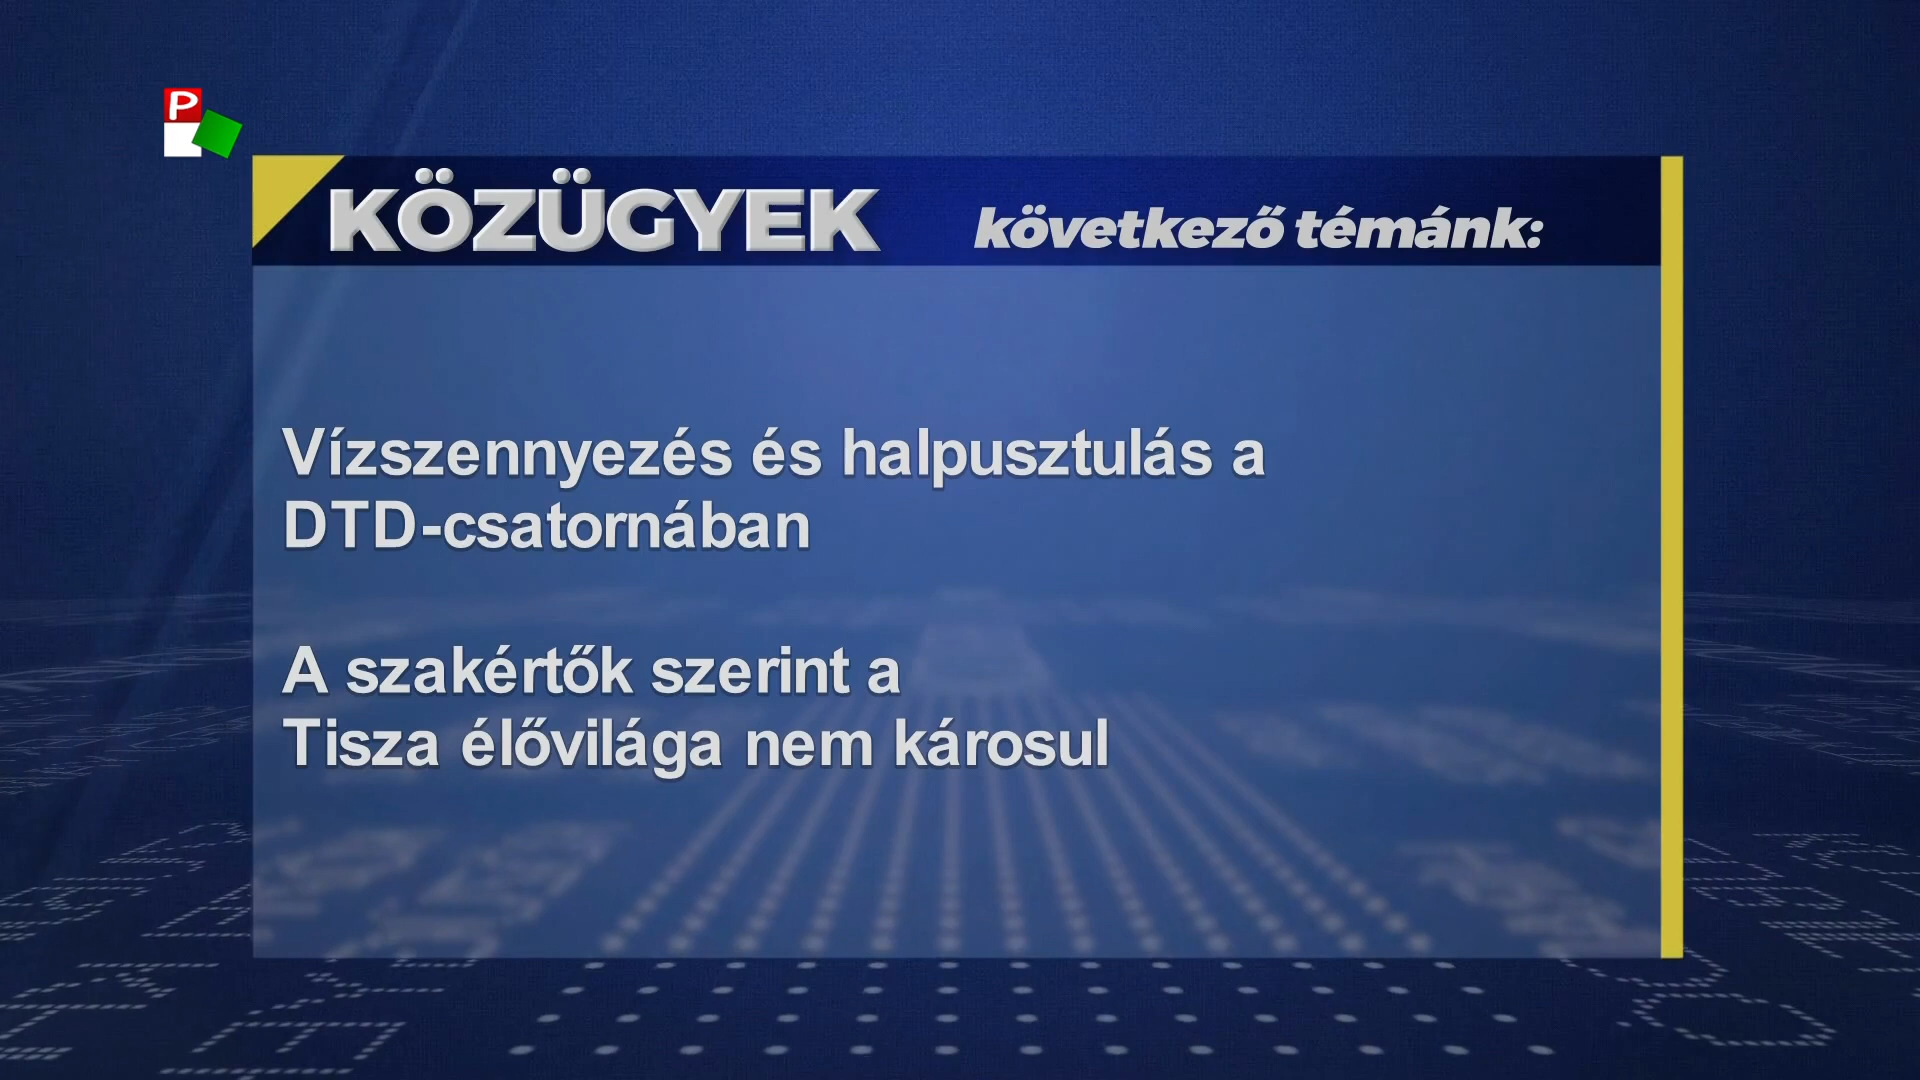 P
KÖZÜGYEK következő témánk:
Vízszennyezés és halpusztulás a
DTD-csatornában
A szakértők szerint a
Tisza élővilága nem károsul